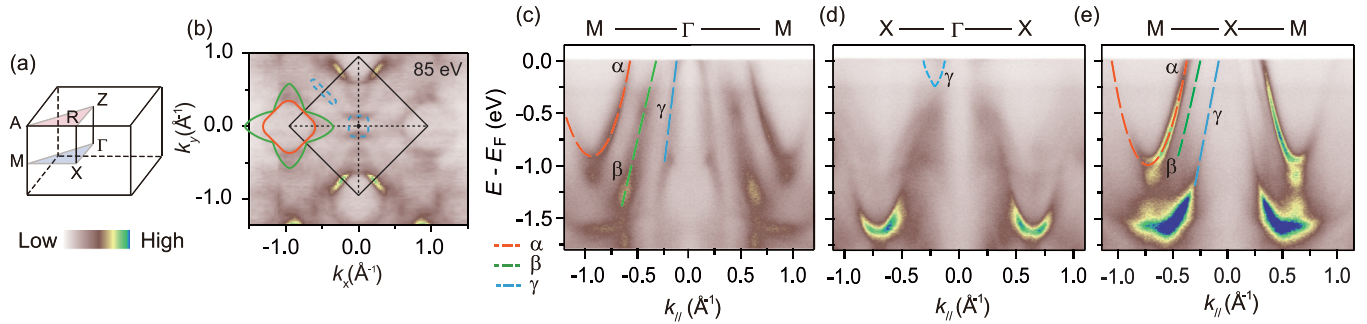 (a)
Z
A
R
Γ
M
X
Low High
(b)
85 eV
1.0
0.0
-1.0
k_y(Å⁻¹)
-1.0 0.0 1.0
k_x(Å⁻¹)
(c)
M Γ M
α
γ
β
0.0
-0.5
-1.0
-1.5
E - E_F (eV)
-1.0 -0.5 0.0 0.5 1.0
k_//(Å⁻¹)
α
β
γ
(d)
X Γ X
γ
-1.0 -0.5 0.0 0.5 1.0
k_//(Å⁻¹)
(e)
M X M
α
γ
β
-1.0 -0.5 0.0 0.5 1.0
k_//(Å⁻¹)